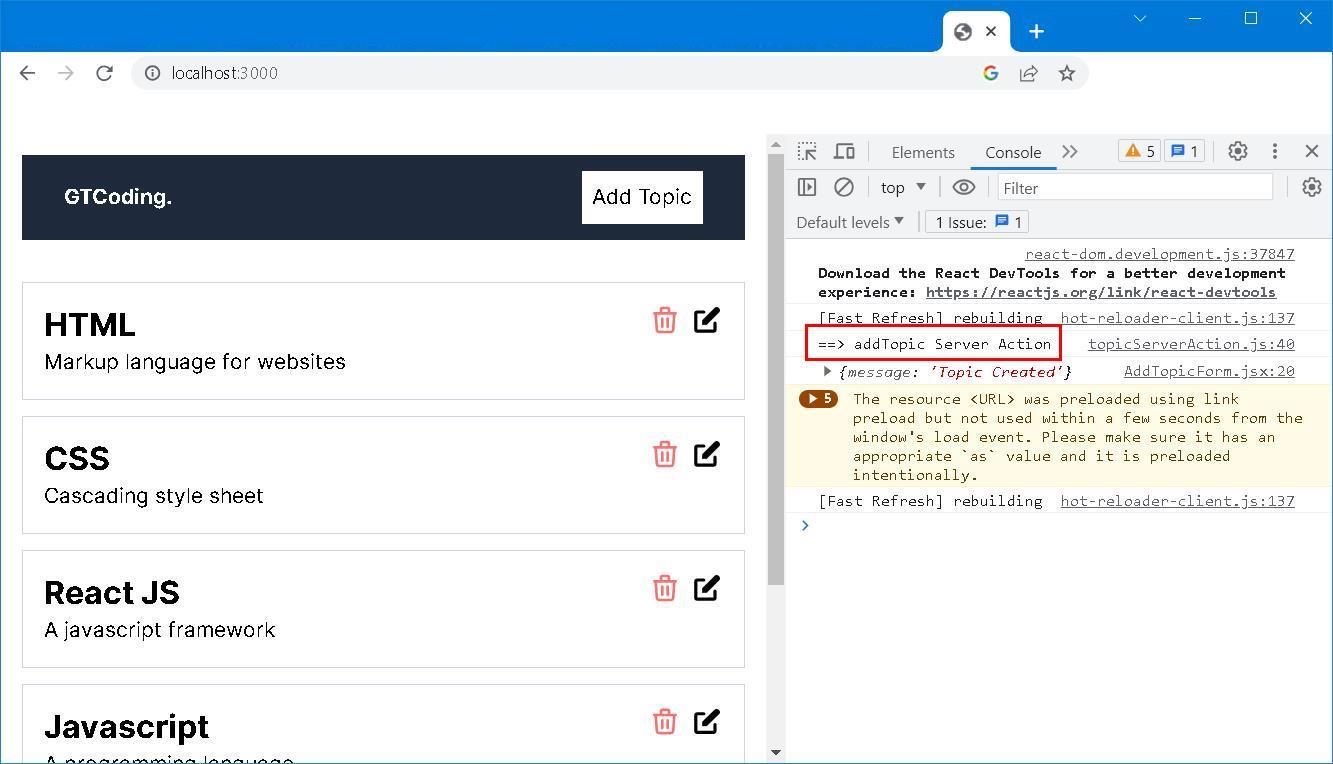 localhost:3000
GTCoding.
Add Topic
HTML
Markup language for websites
CSS
Cascading style sheet
React JS
A javascript framework
Javascript
A programming language
Elements
Console
5
1
top
Filter
Default levels
1 Issue:
1
react-dom.development.js:37847
Download the React DevTools for a better development
experience: https://reactjs.org/link/react-devtools
[Fast Refresh] rebuilding hot-reloader-client.js:137
==> addTopic Server Action topicServerAction.js:40
{message: 'Topic Created'} AddTopicForm.jsx:20
5 The resource <URL> was preloaded using link
preload but not used within a few seconds from the
window's load event. Please make sure it has an
appropriate `as` value and it is preloaded
intentionally.
[Fast Refresh] rebuilding hot-reloader-client.js:137